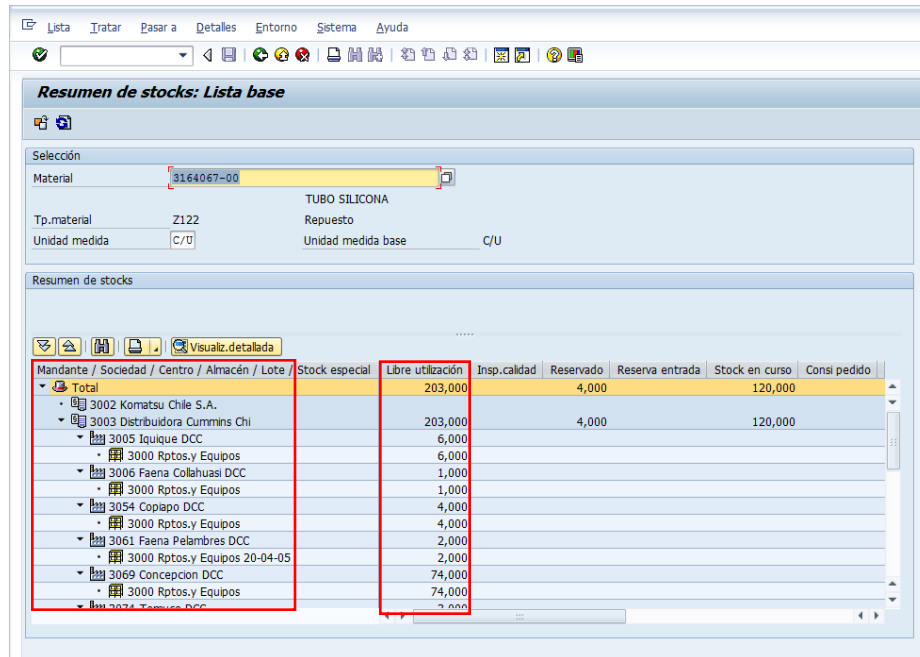 Lista Tratar Pasar a Detalles Entorno Sistema Ayuda
Resumen de stocks: Lista base
Selección
Material 3164067-00
TUBO SILICONA
Tp.material Z122 Repuesto
Unidad medida C/U Unidad medida base C/U
Resumen de stocks
Visualiz.detallada
Mandante / Sociedad / Centro / Almacén / Lote / Stock especial Libre utilización Insp.calidad Reservado Reserva entrada Stock en curso Consi pedido
Total 203,000 4,000 120,000
3002 Komatsu Chile S.A.
3003 Distribuidora Cummins Chi 203,000 4,000 120,000
3005 Iquique DCC 6,000
3000 Rptos.y Equipos 6,000
3006 Faena Collahuasi DCC 1,000
3000 Rptos.y Equipos 1,000
3054 Copiapo DCC 4,000
3000 Rptos.y Equipos 4,000
3061 Faena Pelambres DCC 2,000
3000 Rptos.y Equipos 20-04-05 2,000
3069 Concepcion DCC 74,000
3000 Rptos.y Equipos 74,000
3074 Temuco DCC